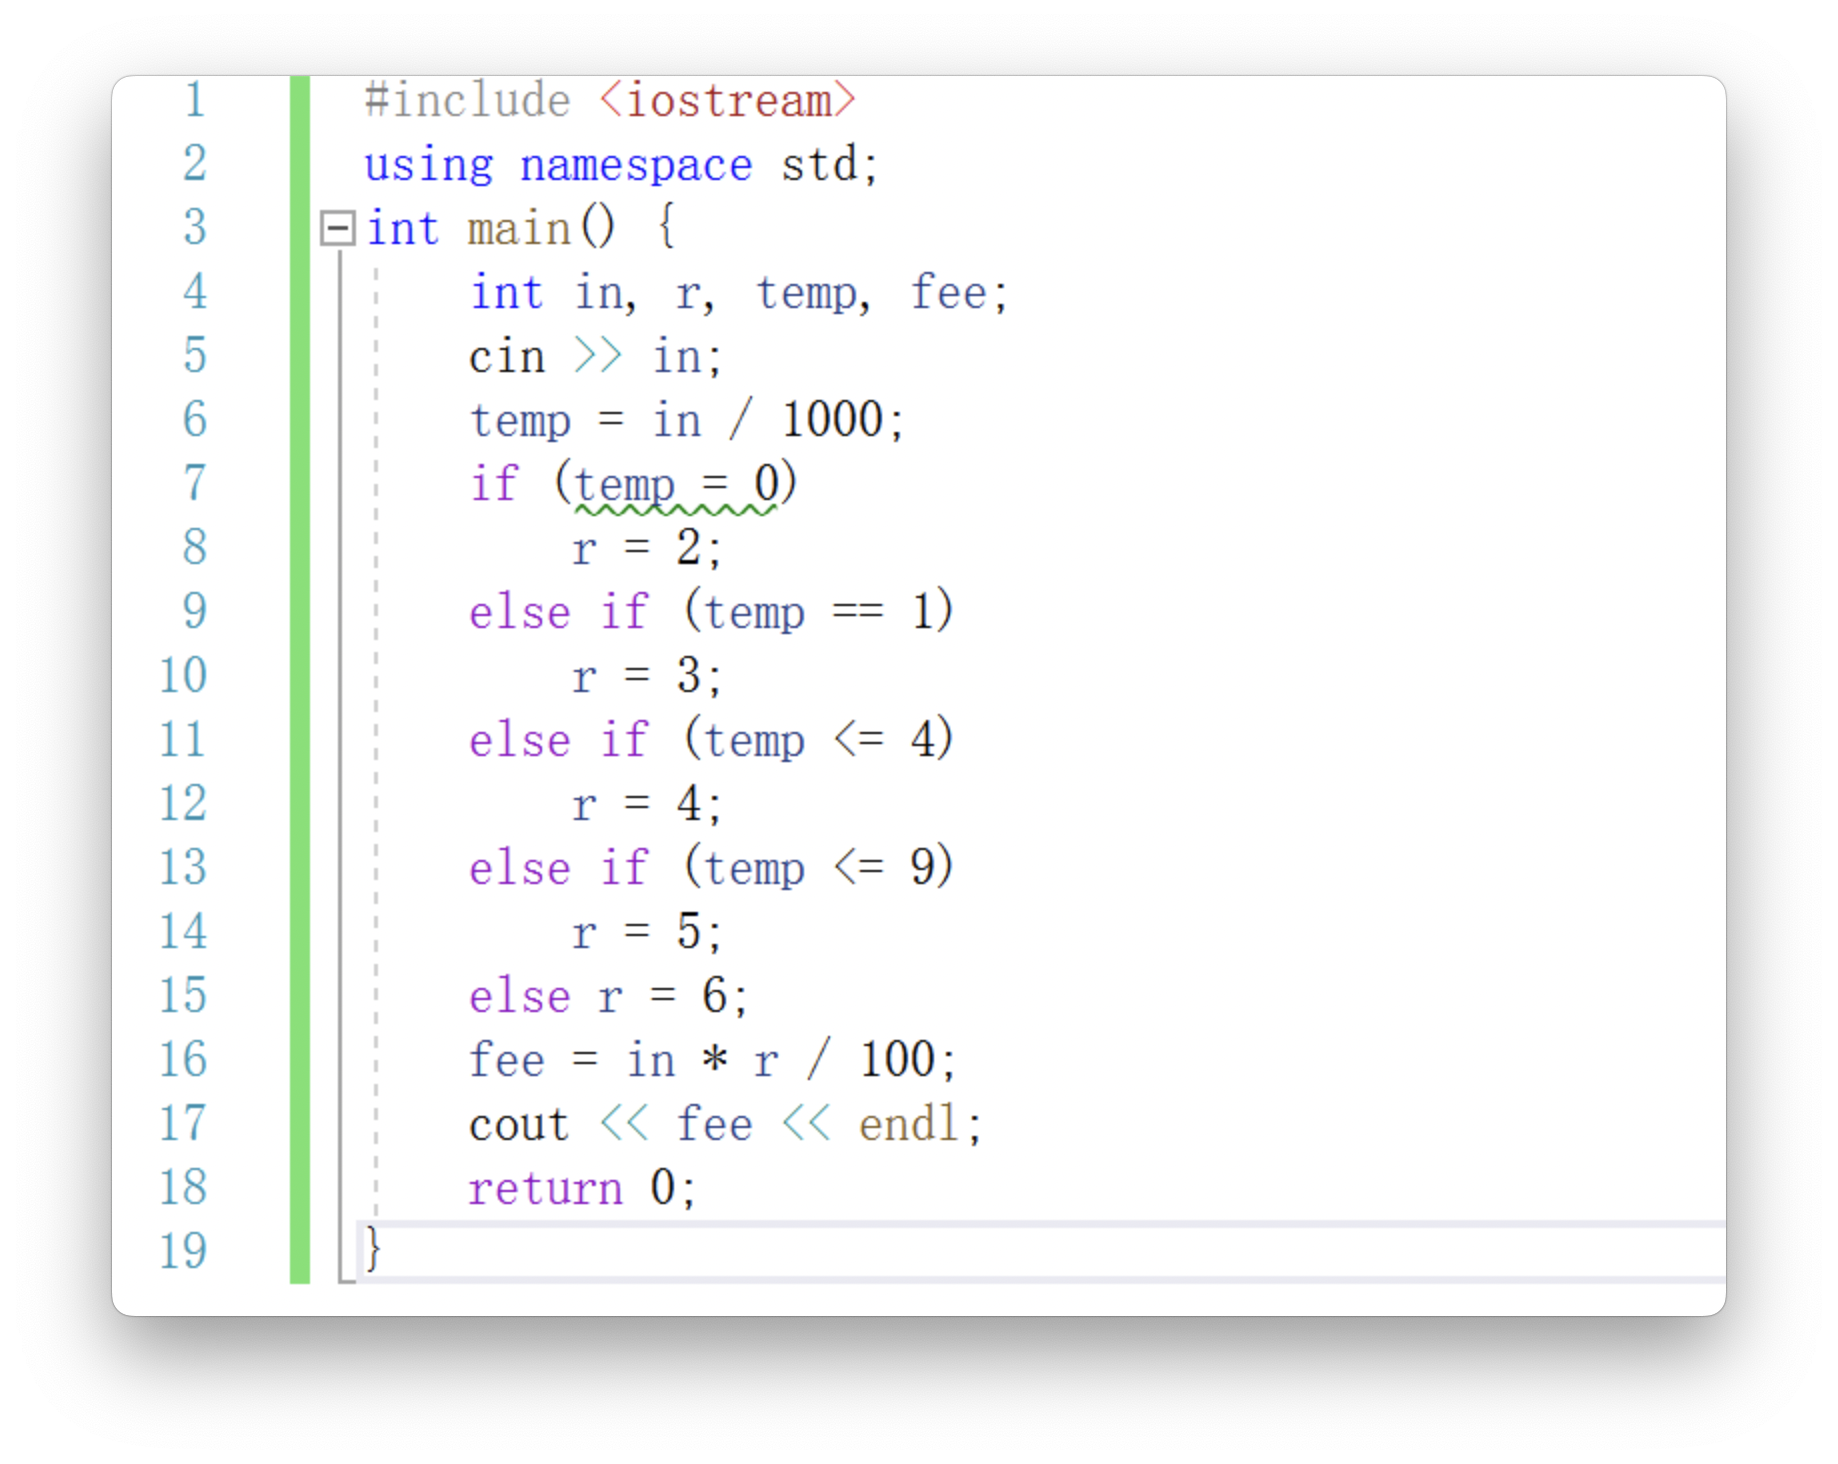 1 #include <iostream>
2 using namespace std;
3 int main() {
4 int in, r, temp, fee;
5 cin >> in;
6 temp = in / 1000;
7 if (temp = 0)
8 r = 2;
9 else if (temp == 1)
10 r = 3;
11 else if (temp <= 4)
12 r = 4;
13 else if (temp <= 9)
14 r = 5;
15 else r = 6;
16 fee = in * r / 100;
17 cout << fee << endl;
18 return 0;
19 }